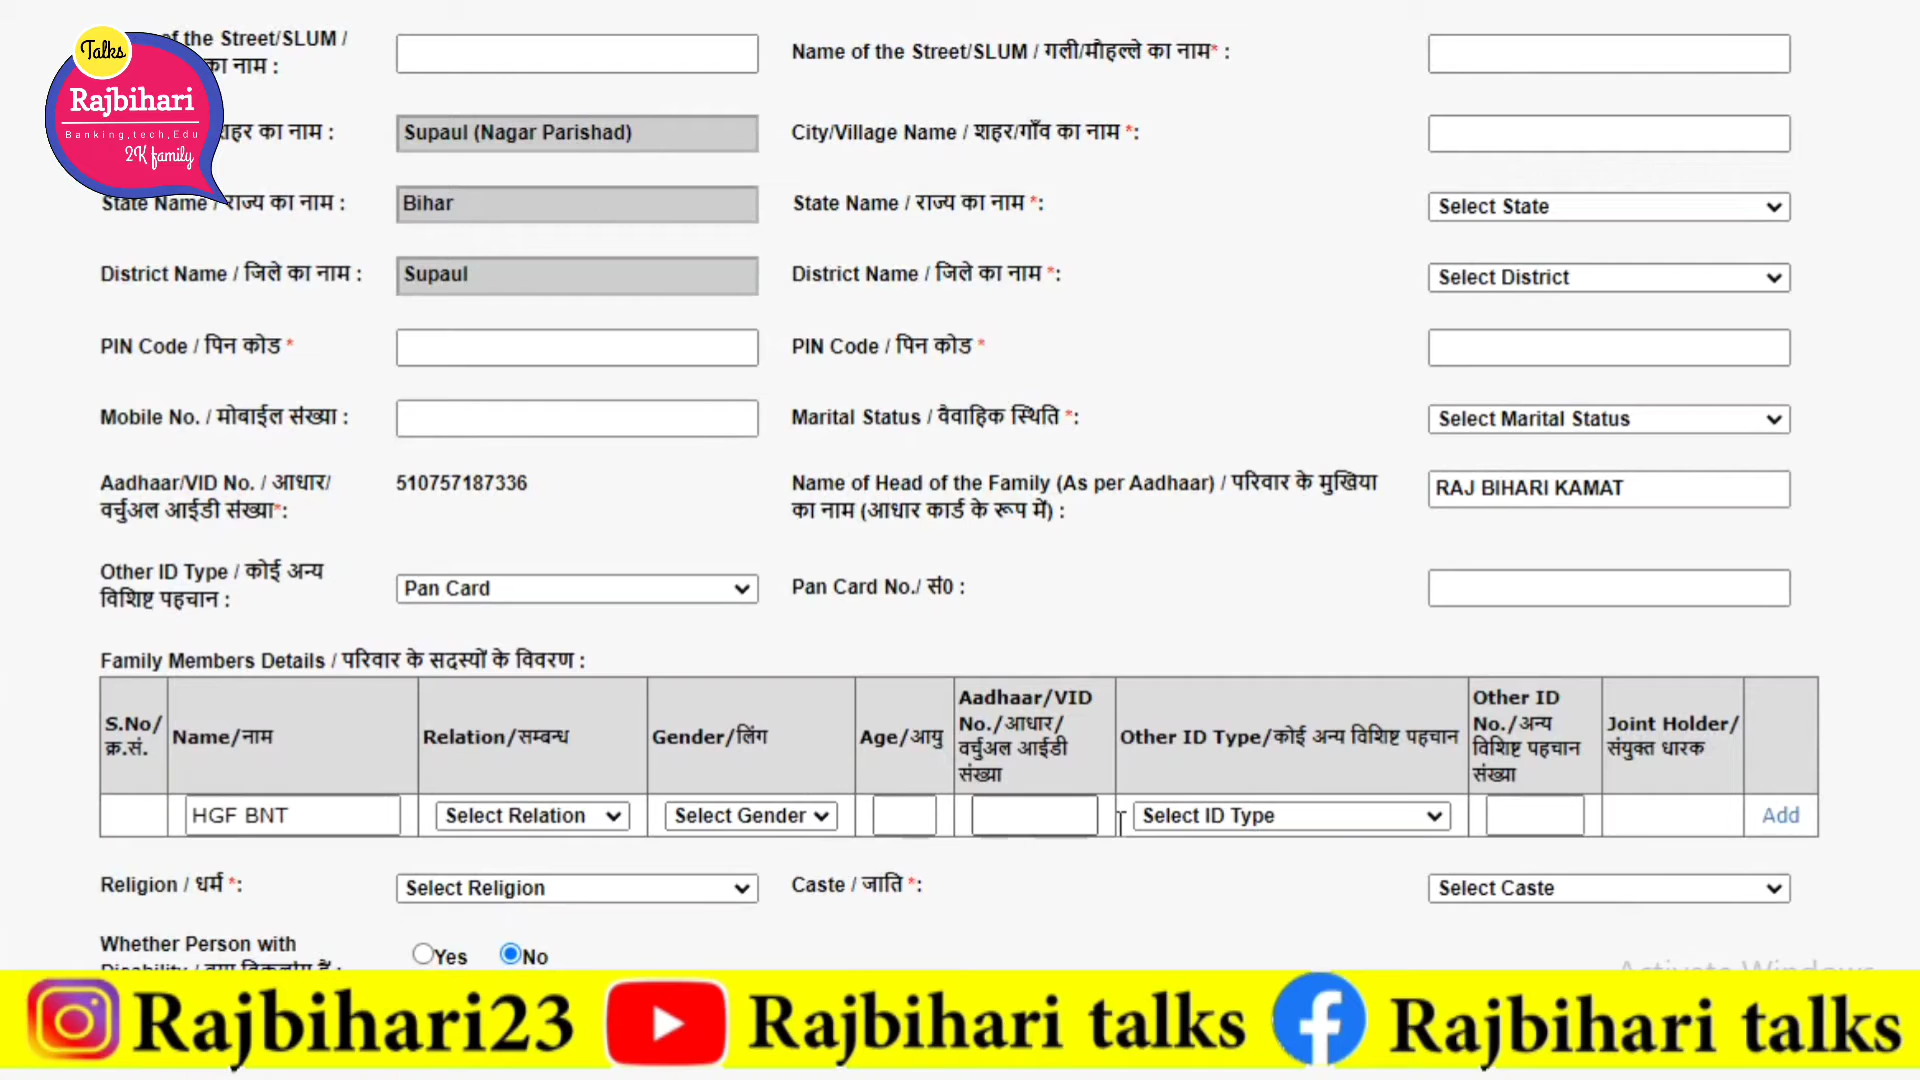 Talks
Rajbihari
Banking,tech,Edu
2K family
of the Street/SLUM /
का नाम :
Name of the Street/SLUM / गली/मौहल्ले का नाम* :
शहर का नाम :
Supaul (Nagar Parishad)
City/Village Name / शहर/गाँव का नाम *:
State Name / राज्य का नाम :
Bihar
State Name / राज्य का नाम *:
Select State
District Name / जिले का नाम :
Supaul
District Name / जिले का नाम *:
Select District
PIN Code / पिन कोड *
PIN Code / पिन कोड *
Mobile No. / मोबाईल संख्या :
Marital Status / वैवाहिक स्थिति *:
Select Marital Status
Aadhaar/VID No. / आधार/
वर्चुअल आईडी संख्या*:
510757187336
Name of Head of the Family (As per Aadhaar) / परिवार के मुखिया
का नाम (आधार कार्ड के रूप में) :
RAJ BIHARI KAMAT
Other ID Type / कोई अन्य
विशिष्ट पहचान :
Pan Card
Pan Card No./ सं0 :
Family Members Details / परिवार के सदस्यों के विवरण :
S.No/
क्र.सं.
Name/नाम
Relation/सम्बन्ध
Gender/लिंग
Age/आयु
Aadhaar/VID
No./आधार/
वर्चुअल आईडी
संख्या
Other ID Type/कोई अन्य विशिष्ट पहचान
Other ID
No./अन्य
विशिष्ट पहचान
संख्या
Joint Holder/
संयुक्त धारक
HGF BNT
Select Relation
Select Gender
Select ID Type
Add
Religion / धर्म *:
Select Religion
Caste / जाति *:
Select Caste
Whether Person with
Disability / क्या विकलांग हैं :
Yes
No
Activate Windows
Rajbihari23
Rajbihari talks
Rajbihari talks